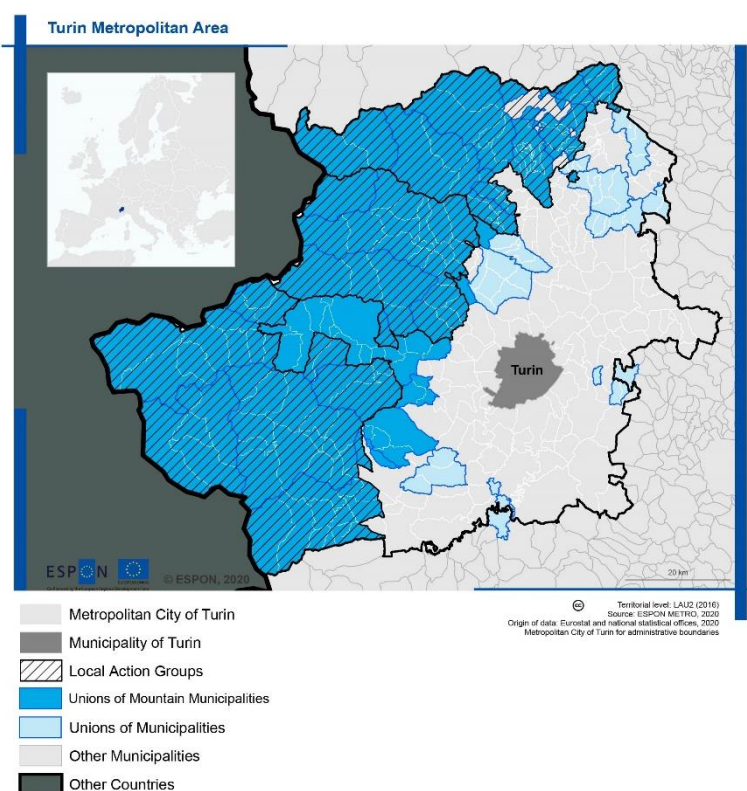 Turin Metropolitan Area
Turin
ESPON
© ESPON, 2020
20 km
Territorial level: LAU2 (2016)
Source: ESPON METRO, 2020
Origin of data: Eurostat and national statistical offices, 2020
Metropolitan City of Turin for administrative boundaries
Metropolitan City of Turin
Municipality of Turin
Local Action Groups
Unions of Mountain Municipalities
Unions of Municipalities
Other Municipalities
Other Countries